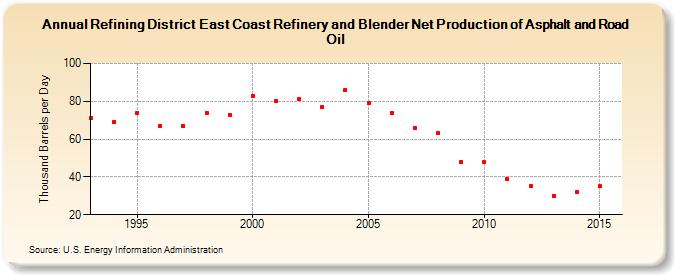 Annual Refining District East Coast Refinery and Blender Net Production of Asphalt and Road
Oil
Thousand Barrels per Day
100
80
60
40
20
1995
2000
2005
2010
2015
Source: U.S. Energy Information Administration